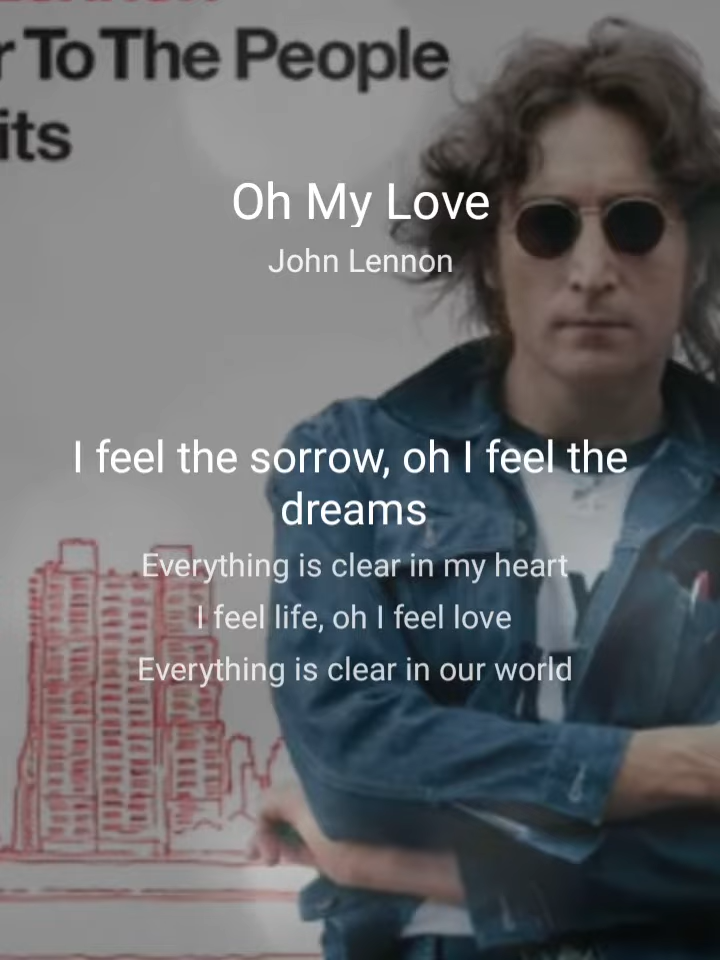 r To The People
its
Oh My Love
John Lennon
I feel the sorrow, oh I feel the
dreams
Everything is clear in my heart
I feel life, oh I feel love
Everything is clear in our world